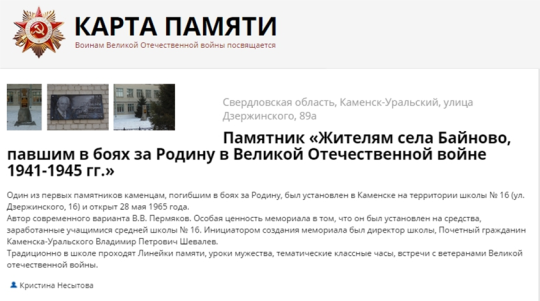 КАРТА ПАМЯТИ
Воинам Великой Отечественной войны посвящается
Свердловская область, Каменск-Уральский, улица
Дзержинского, 89а
Памятник «Жителям села Байново,
павшим в боях за Родину в Великой Отечественной войне
1941-1945 гг.»
Один из первых памятников каменцам, погибшим в боях за Родину, был установлен в Каменске на территории школы № 16 (ул.
Дзержинского, 16) и открыт 28 мая 1965 года.
Автор современного варианта В.В. Пермяков. Особая ценность мемориала в том, что он был установлен на средства,
заработанные учащимися средней школы № 16. Инициатором создания мемориала был директор школы, Почетный гражданин
Каменска-Уральского Владимир Петрович Шевалев.
Традиционно в школе проходят Линейки памяти, уроки мужества, тематические классные часы, встречи с ветеранами Великой
отечественной войны.
Кристина Несытова